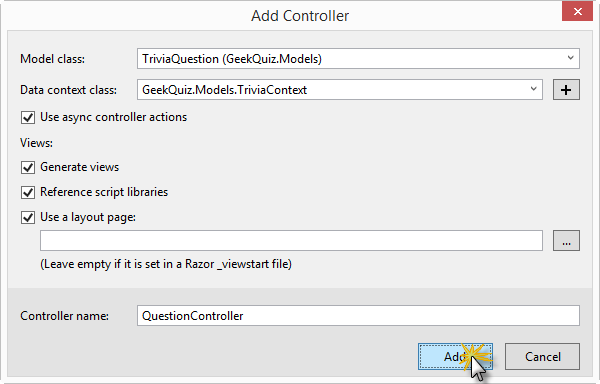 Add Controller
Model class: TriviaQuestion (GeekQuiz.Models)
Data context class: GeekQuiz.Models.TriviaContext +
Use async controller actions
Views:
Generate views
Reference script libraries
Use a layout page:
...
(Leave empty if it is set in a Razor _viewstart file)
Controller name: QuestionController
Add Cancel